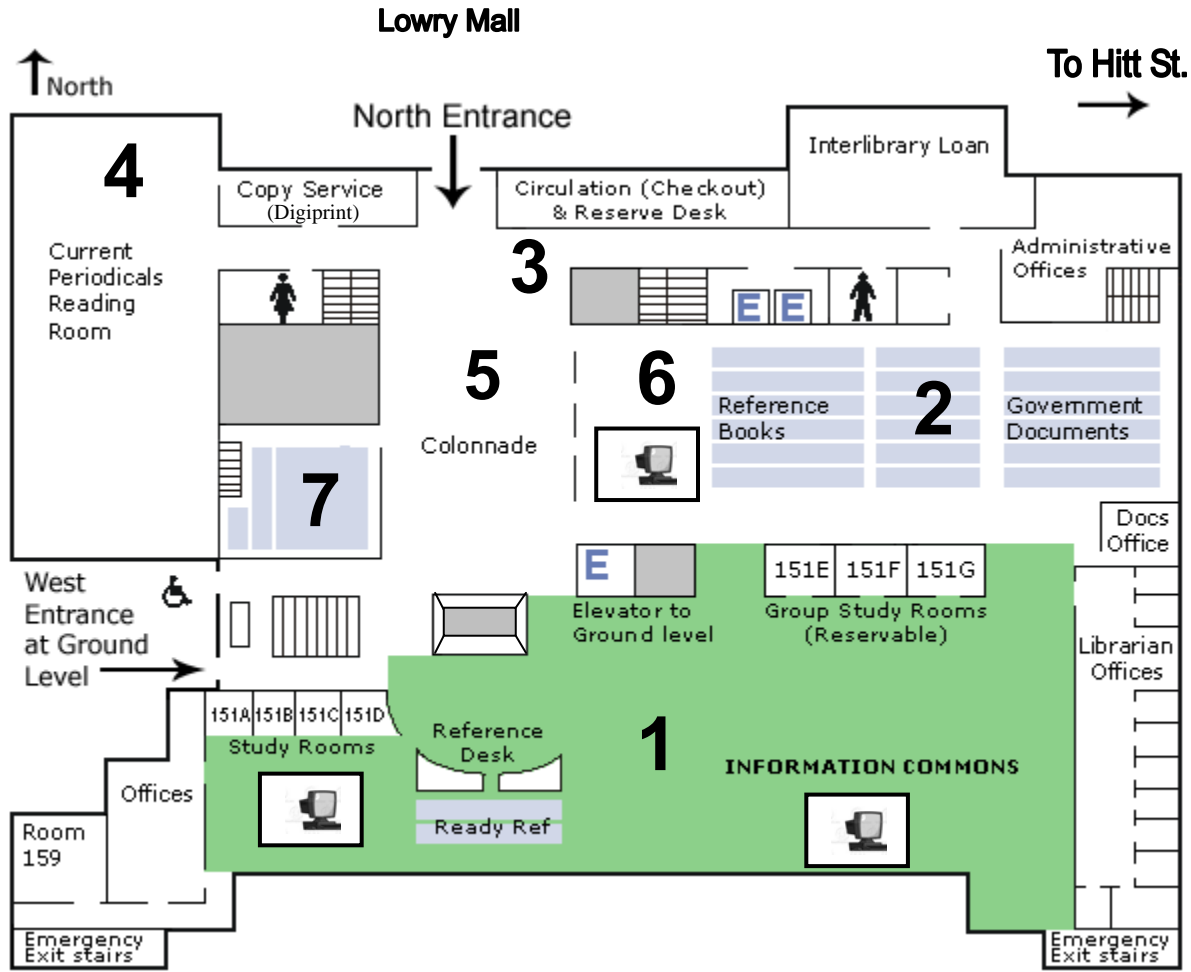 Lowry Mall
To Hitt St.
North
North Entrance
Interlibrary Loan
4
Copy Service
(Digiprint)
Circulation (Checkout)
& Reserve Desk
Current
Periodicals
Reading
Room
3
Administrative
Offices
E
E
5
6
2
Reference
Books
Government
Documents
Colonnade
7
Docs
Office
West
Entrance
at Ground
Level
E
151E
151F
151G
Elevator to
Ground level
Group Study Rooms
(Reservable)
Librarian
Offices
151A
151B
151C
151D
Study Rooms
Reference
Desk
1
INFORMATION COMMONS
Offices
Ready Ref
Room
159
Emergency
Exit stairs
Emergency
Exit stairs